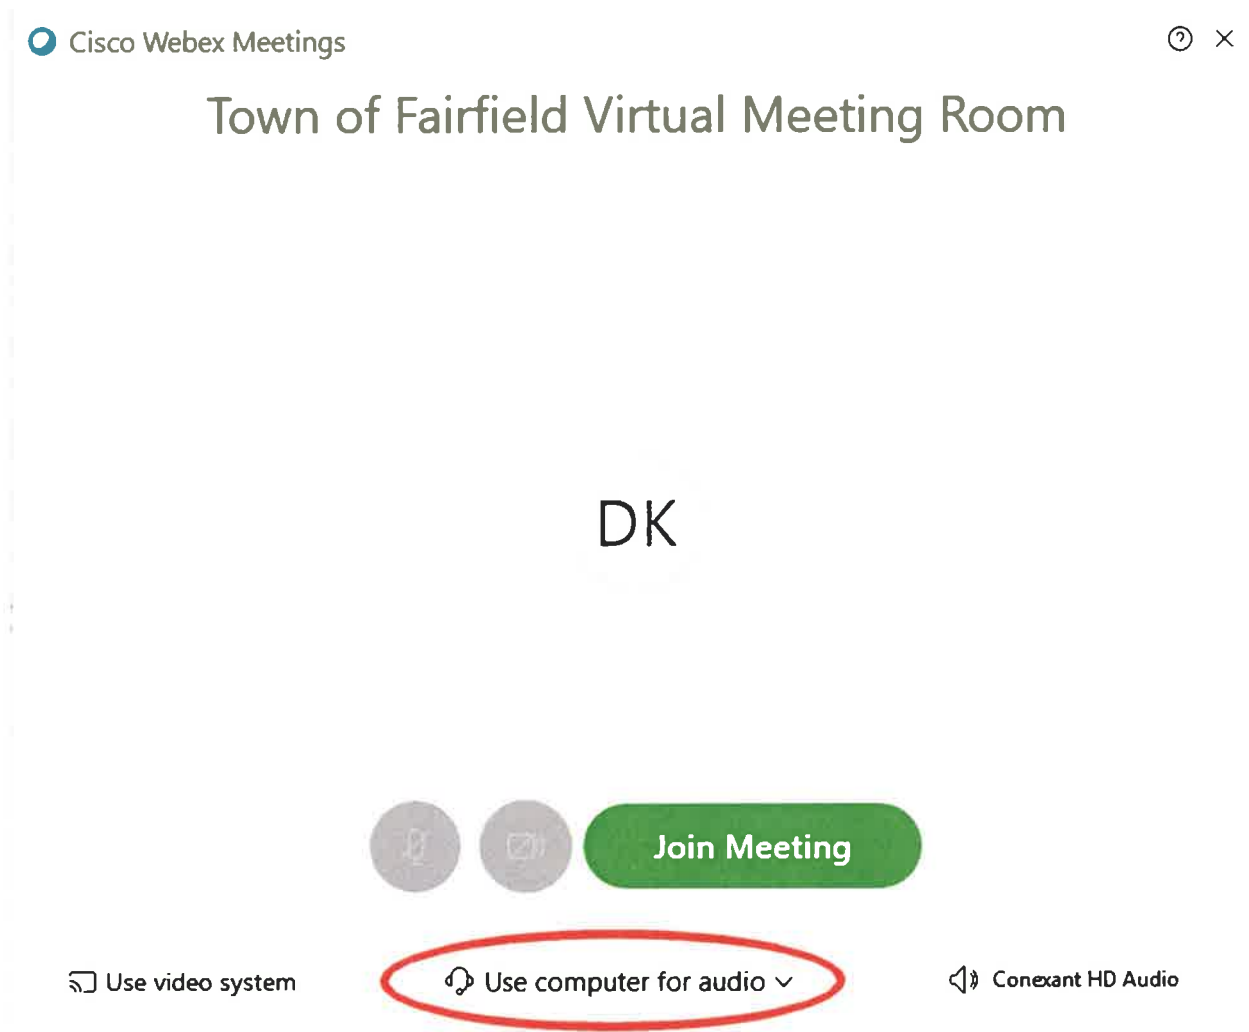 Cisco Webex Meetings
Town of Fairfield Virtual Meeting Room
DK
Join Meeting
Use video system
Use computer for audio
Conexant HD Audio